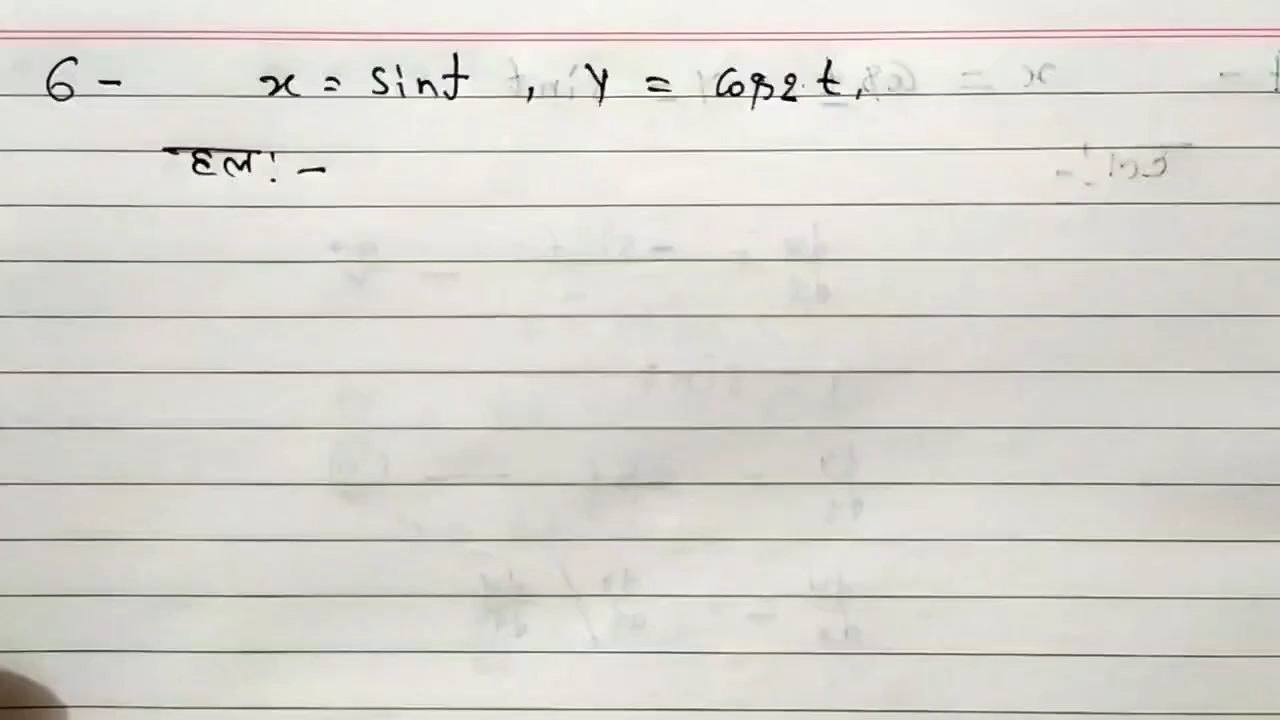 6 - x = sint , y = cos2t,
हल: -